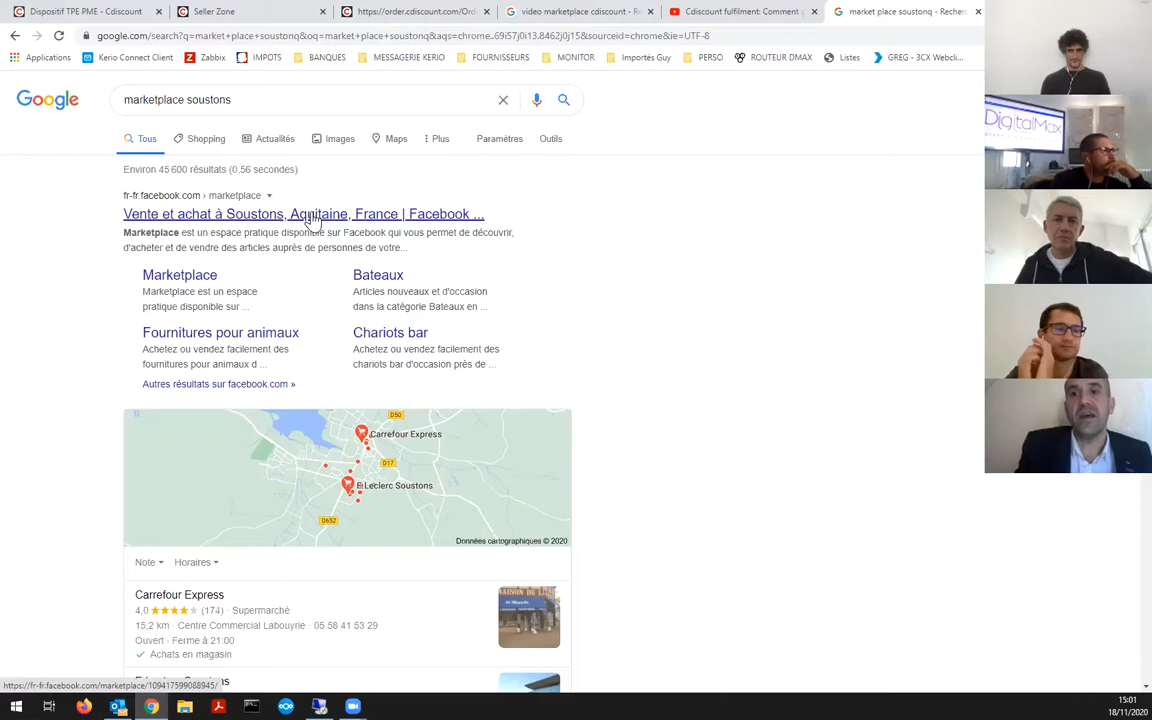 Dispositif TPE PME - Cdiscount
Seller Zone
https://order.cdiscount.com/Ord
video marketplace cdiscount - Re
Cdiscount fulfilment: Comment g
market place soustonq - Recher
google.com/search?q=market+place+soustonq&oq=market+place+soustonq&aqs=chrome..69i57j0i13.8462j0j15&sourceid=chrome&ie=UTF-8
Applications
Kerio Connect Client
Zabbix
IMPOTS
BANQUES
MESSAGERIE KERIO
FOURNISSEURS
MONITOR
Importés Guy
PERSO
ROUTEUR DMAX
Listes
GREG - 3CX Webcli...
Google
marketplace soustons
Tous
Shopping
Actualités
Images
Maps
Plus
Paramètres
Outils
Environ 45 600 résultats (0,56 secondes)
fr-fr.facebook.com › marketplace
Vente et achat à Soustons, Aquitaine, France | Facebook ...
Marketplace est un espace pratique disponible sur Facebook qui vous permet de découvrir,
d'acheter et de vendre des articles auprès de personnes de votre...
Marketplace
Marketplace est un espace
pratique disponible sur ...
Bateaux
Articles nouveaux et d'occasion
dans la catégorie Bateaux en ...
Fournitures pour animaux
Achetez ou vendez facilement des
fournitures pour animaux d ...
Chariots bar
Achetez ou vendez facilement des
chariots bar d'occasion près de ...
Autres résultats sur facebook.com »
D50
Carrefour Express
D17
E.Leclerc Soustons
D652
Données cartographiques © 2020
Note
Horaires
Carrefour Express
4,0 (174) · Supermarché
15,2 km · Centre Commercial Labouyrie · 05 58 41 53 29
Ouvert · Ferme à 21:00
Achats en magasin
https://fr-fr.facebook.com/marketplace/109417599088945/
DigitalMax
15:01
18/11/2020